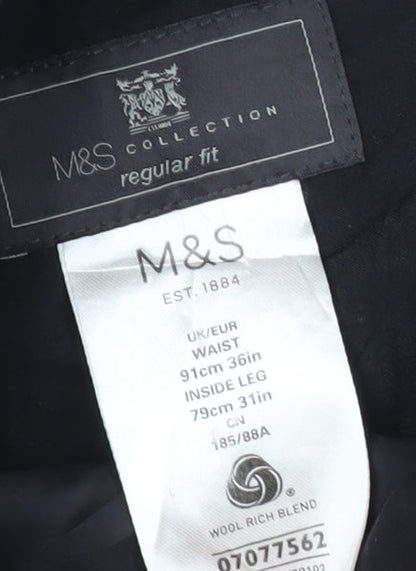 M&S COLLECTION
regular fit
M&S
EST. 1884
UK/EUR
WAIST
91cm 36in
INSIDE LEG
79cm 31in
CN
185/88A
®
WOOL RICH BLEND
07077562